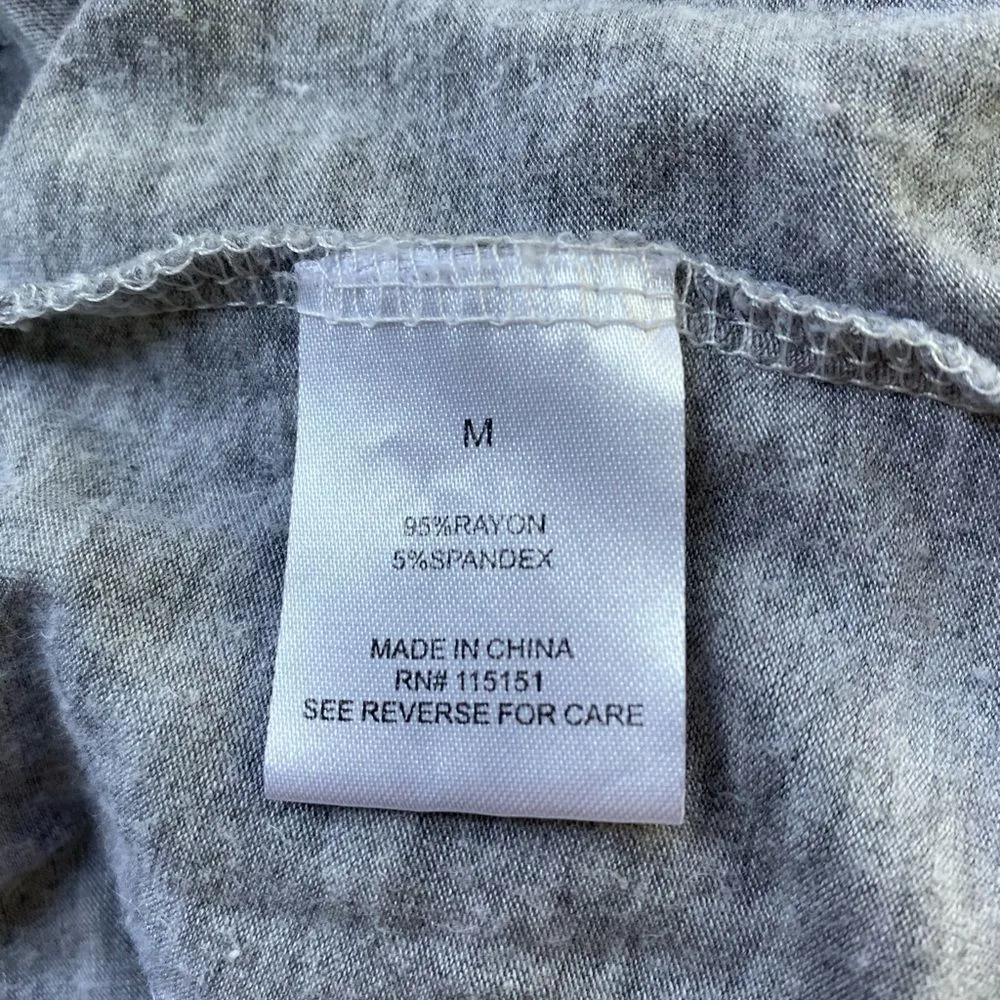 M
95%RAYON
5%SPANDEX
MADE IN CHINA
RN# 115151
SEE REVERSE FOR CARE